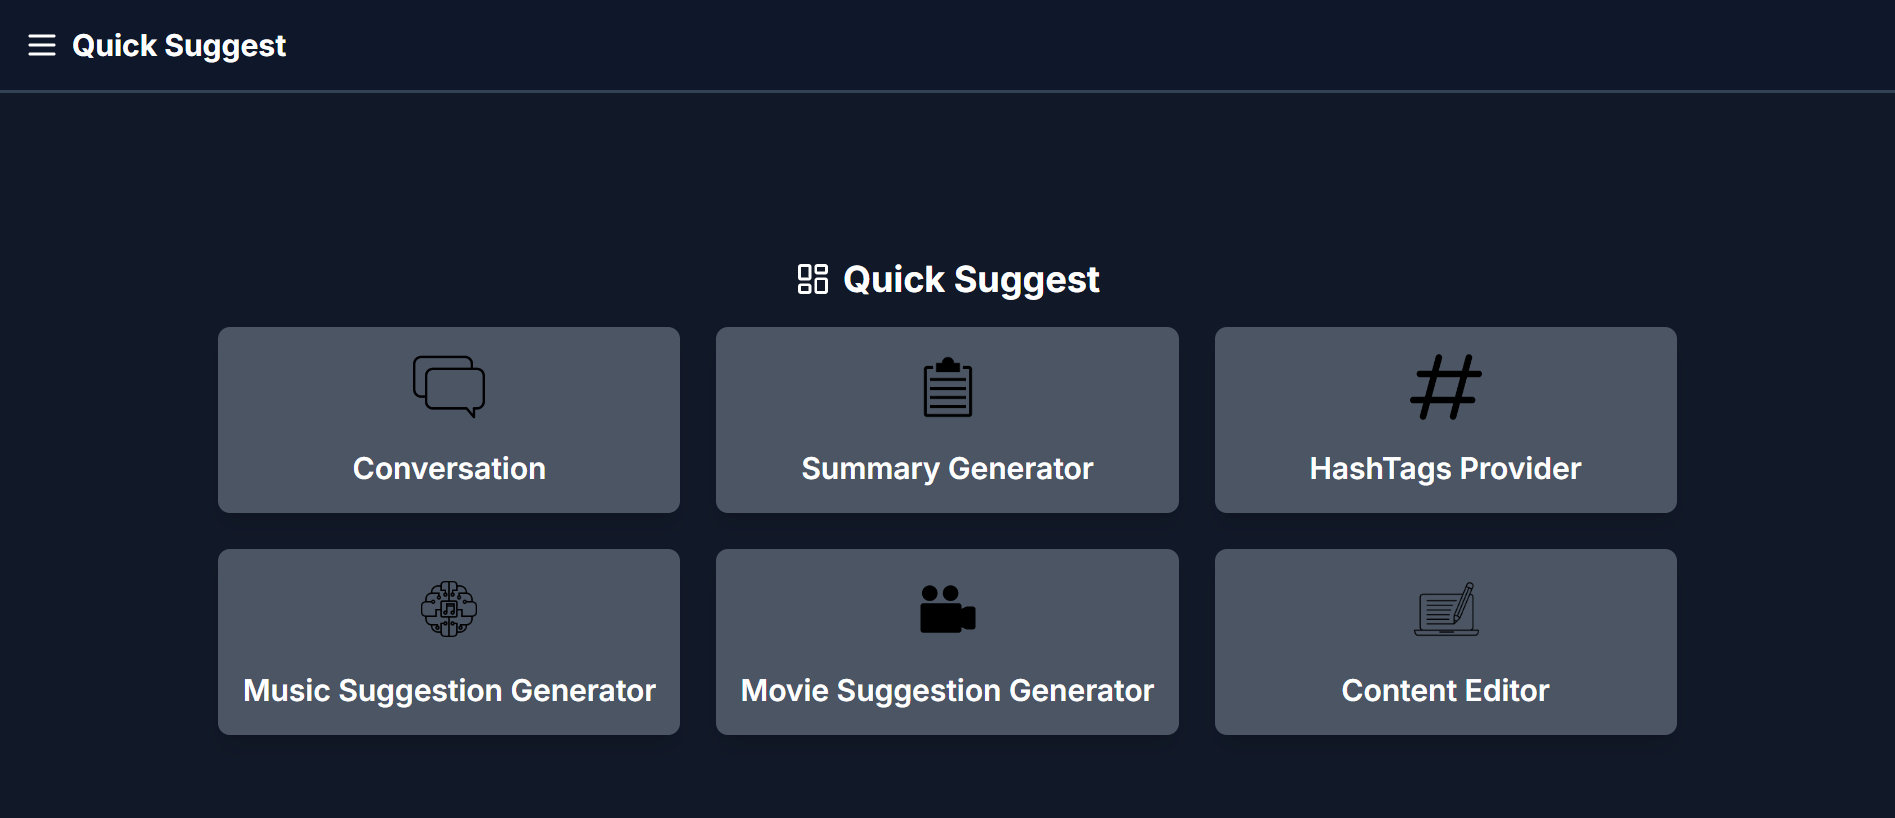 Quick Suggest
Quick Suggest
Conversation
Summary Generator
HashTags Provider
Music Suggestion Generator
Movie Suggestion Generator
Content Editor